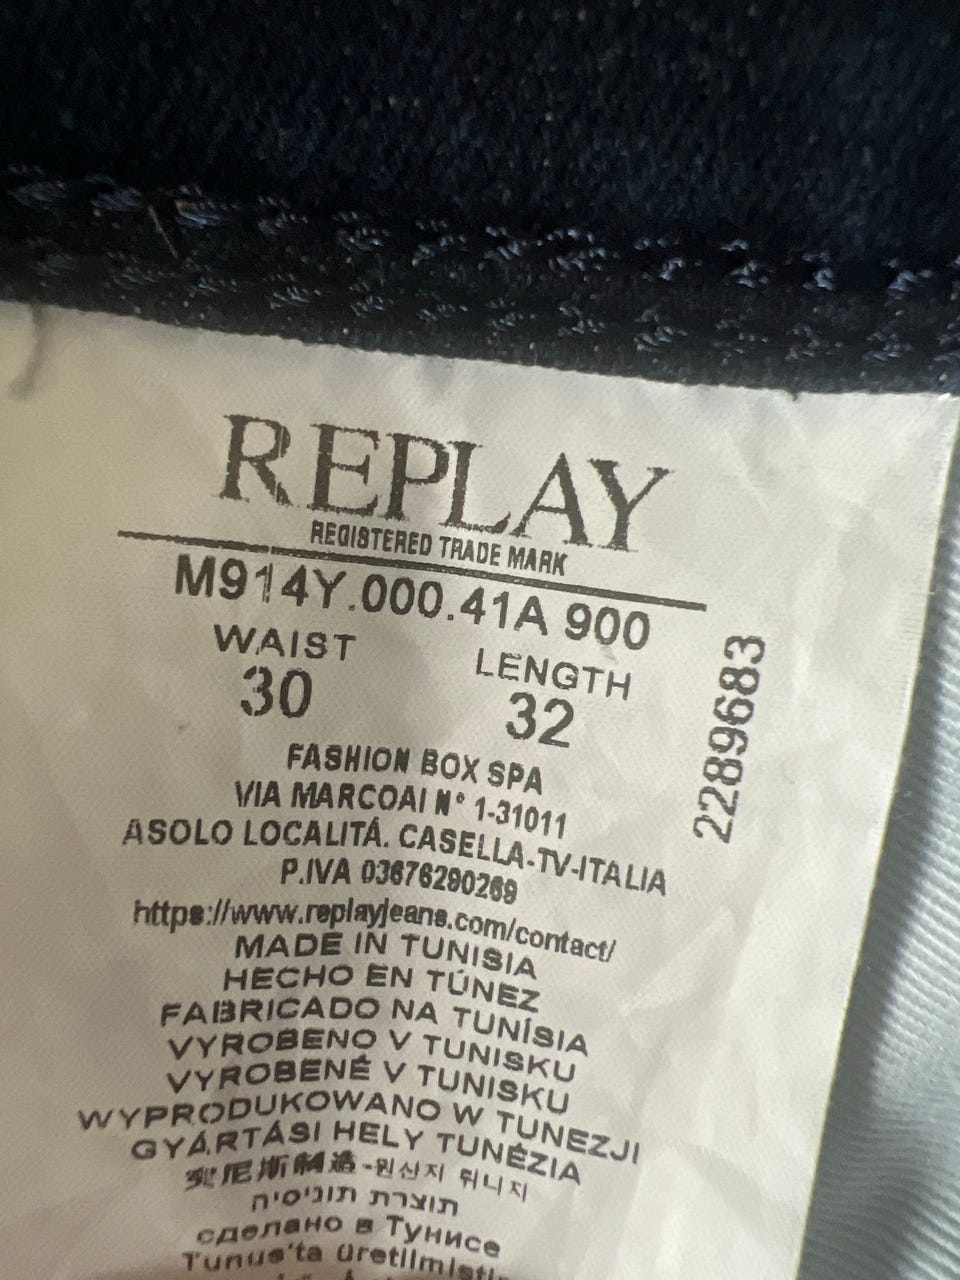 REPLAY
REGISTERED TRADE MARK
M914Y.000.41A 900
WAIST
30
LENGTH
32
2289683
FASHION BOX SPA
VIA MARCOAI N° 1-31011
ASOLO LOCALITÁ. CASELLA-TV-ITALIA
P.IVA 03676290269
https://www.replayjeans.com/contact/
MADE IN TUNISIA
HECHO EN TÚNEZ
FABRICADO NA TUNÍSIA
VYROBENO V TUNISKU
VYROBENÉ V TUNISKU
WYPRODUKOWANO W TUNEZJI
GYÁRTÁSI HELY TUNÉZIA
尼斯制造-원산지 튀니지
תוצרת תוניסיה
сделано в Тунисе
Tunus'ta üretilmişti